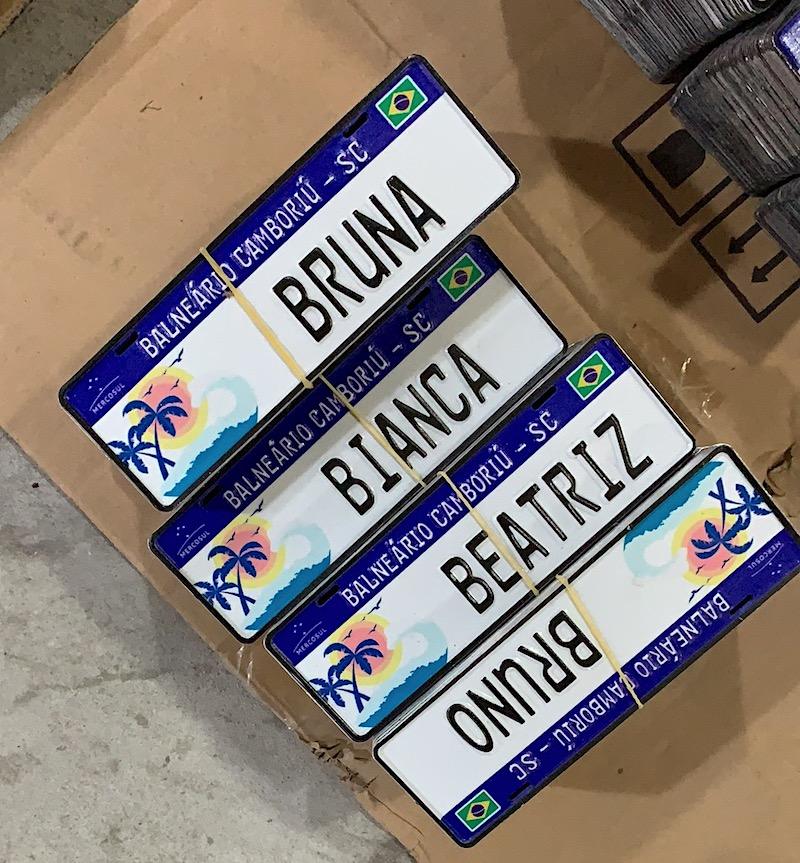 BALNEÁRIO CAMBORIÚ - SC
BRUNA
MERCOSUL
BALNEÁRIO CAMBORIÚ - SC
BIANCA
MERCOSUL
BALNEÁRIO CAMBORIÚ - SC
BEATRIZ
MERCOSUL
BALNEÁRIO CAMBORIÚ - SC
BRUNO
MERCOSUL